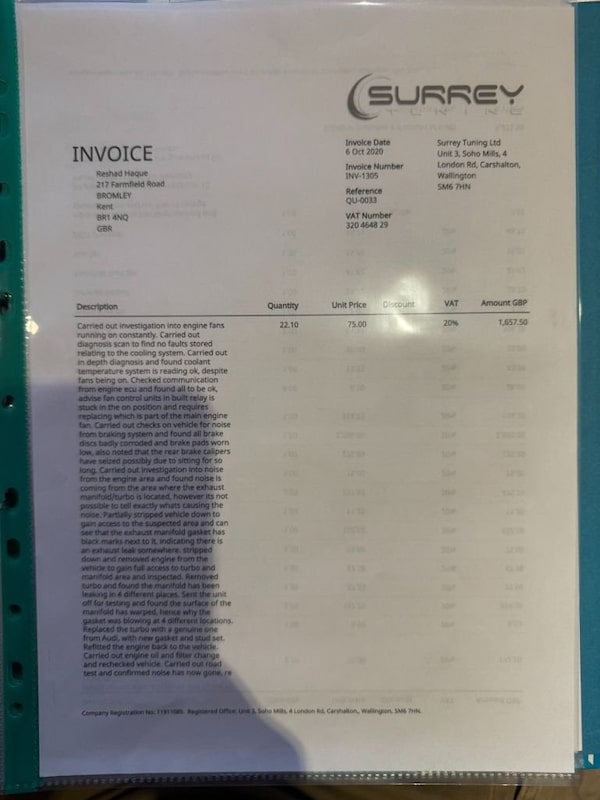 SURREY
TUNING
INVOICE
Reshad Haque
217 Farmfield Road
BROMLEY
Kent
BR1 4NQ
GBR
Invoice Date
6 Oct 2020
Invoice Number
INV-1305
Reference
QU-0033
VAT Number
320 4648 29
Surrey Tuning Ltd
Unit 3, Soho Mills, 4
London Rd, Carshalton,
Wallington
SM6 7HN
Description Quantity Unit Price Discount VAT Amount GBP
Carried out investigation into engine fans 22.10 75.00 20% 1,657.50
running on constantly. Carried out
diagnosis scan to find no faults stored
relating to the cooling system. Carried out
in depth diagnosis and found coolant
temperature system is reading ok, despite
fans being on. Checked communication
from engine ecu and found all to be ok,
advise fan control units in built relay is
stuck in the on position and requires
replacing which is part of the main engine
fan. Carried out checks on vehicle for noise
from braking system and found all brake
discs badly corroded and brake pads worn
low, also noted that the rear brake calipers
have seized possibly due to sitting for so
long. Carried out investigation into noise
from the engine area and found noise is
coming from the area where the exhaust
manifold/turbo is located, however its not
possible to tell exactly whats causing the
noise. Partially stripped vehicle down to
gain access to the suspected area and can
see that the exhaust manifold gasket has
black marks next to it, indicating there is
an exhaust leak somewhere. stripped
down and removed engine from the
vehicle to gain full access to turbo and
manifold area and inspected. Removed
turbo and found the manifold has been
leaking in 4 different places. Sent the unit
off for testing and found the surface of the
manifold has warped, hence why the
gasket was blowing at 4 different locations.
Replaced the turbo with a genuine one
from Audi, with new gasket and stud set.
Refitted the engine back to the vehicle.
Carried out engine oil and filter change
and rechecked vehicle. Carried out road
test and confirmed noise has now gone. re
Company Registration No: 11911085. Registered Office: Unit 3, Soho Mills, 4 London Rd, Carshalton,, Wallington, SM6 7HN.